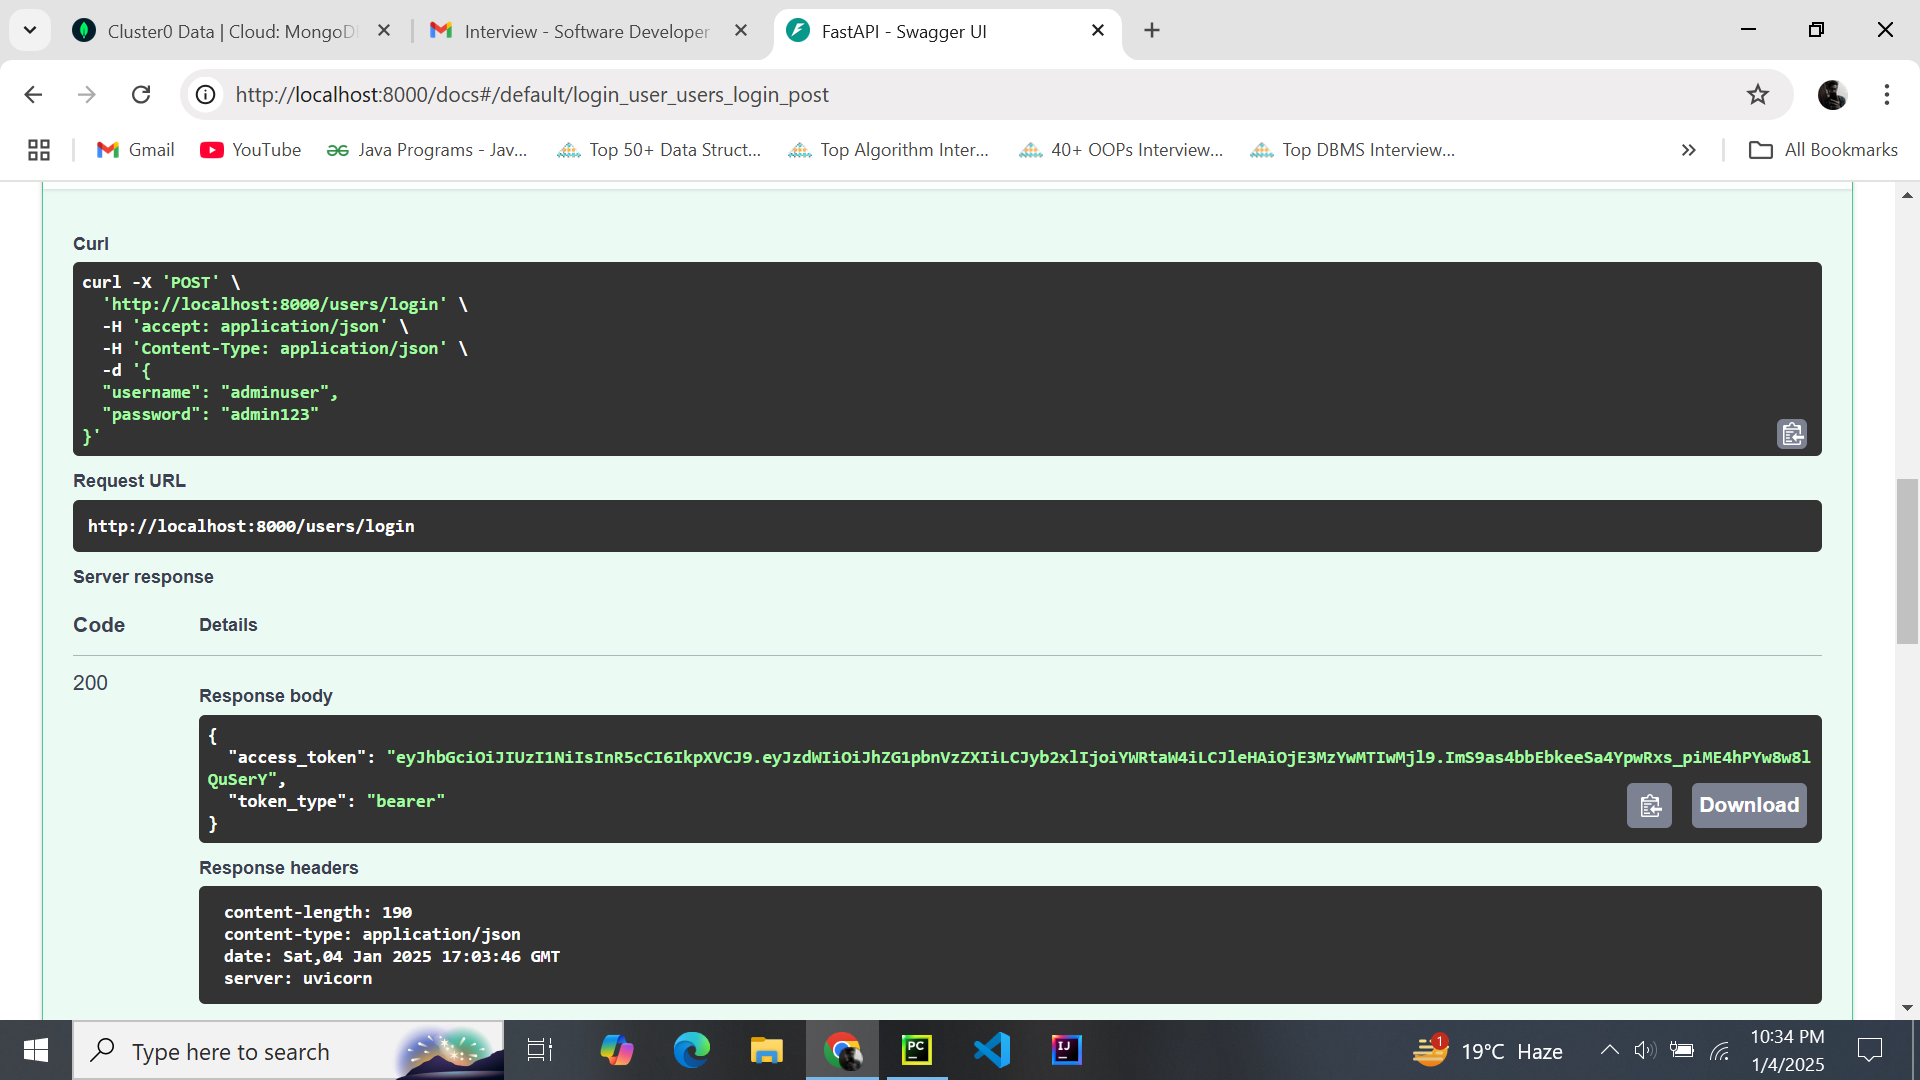 Cluster0 Data | Cloud: MongoD
Interview - Software Developer
FastAPI - Swagger UI
http://localhost:8000/docs#/default/login_user_users_login_post
Gmail
YouTube
Java Programs - Jav...
Top 50+ Data Struct...
Top Algorithm Inter...
40+ OOPs Interview...
Top DBMS Interview...
All Bookmarks
Curl
curl -X 'POST' \
'http://localhost:8000/users/login' \
-H 'accept: application/json' \
-H 'Content-Type: application/json' \
-d '{
"username": "adminuser",
"password": "admin123"
}'
Request URL
http://localhost:8000/users/login
Server response
Code Details
200
Response body
{
"access_token": "eyJhbGciOiJIUzI1NiIsInR5cCI6IkpXVCJ9.eyJzdWIiOiJhZG1pbnVzZXIiLCJyb2xlIjoiYWRtaW4iLCJleHAiOjE3MzYwMTIwMjl9.ImS9as4bbEbkeeSa4YpwRxs_piME4hPYw8w8l
QuSerY",
"token_type": "bearer"
}
Download
Response headers
content-length: 190
content-type: application/json
date: Sat,04 Jan 2025 17:03:46 GMT
server: uvicorn
Type here to search
PC
IJ
1
19°C Haze
10:34 PM
1/4/2025